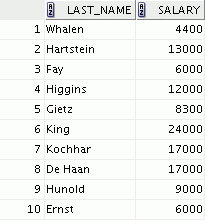 LAST_NAME SALARY
1 Whalen 4400
2 Hartstein 13000
3 Fay 6000
4 Higgins 12000
5 Gietz 8300
6 King 24000
7 Kochhar 17000
8 De Haan 17000
9 Hunold 9000
10 Ernst 6000